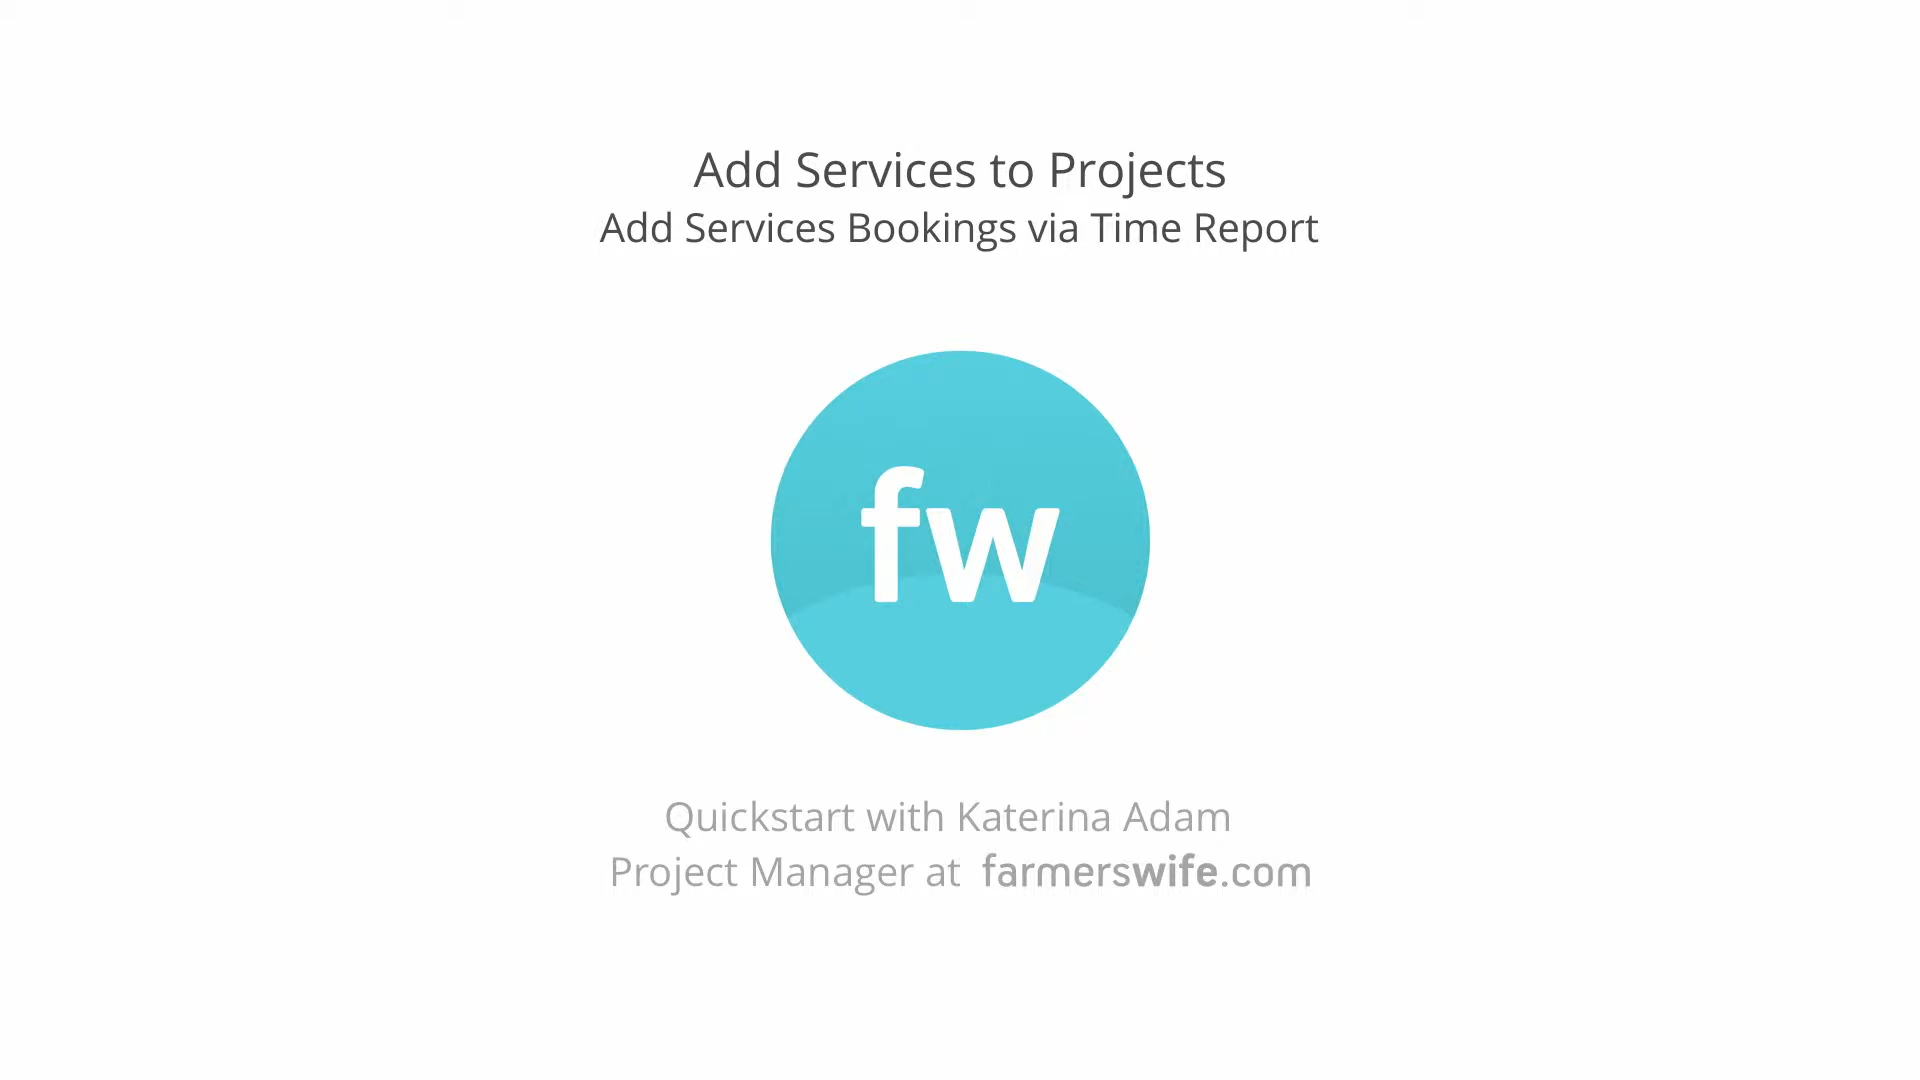 Add Services to Projects
Add Services Bookings via Time Report
fw
Quickstart with Katerina Adam
Project Manager at farmerswife.com